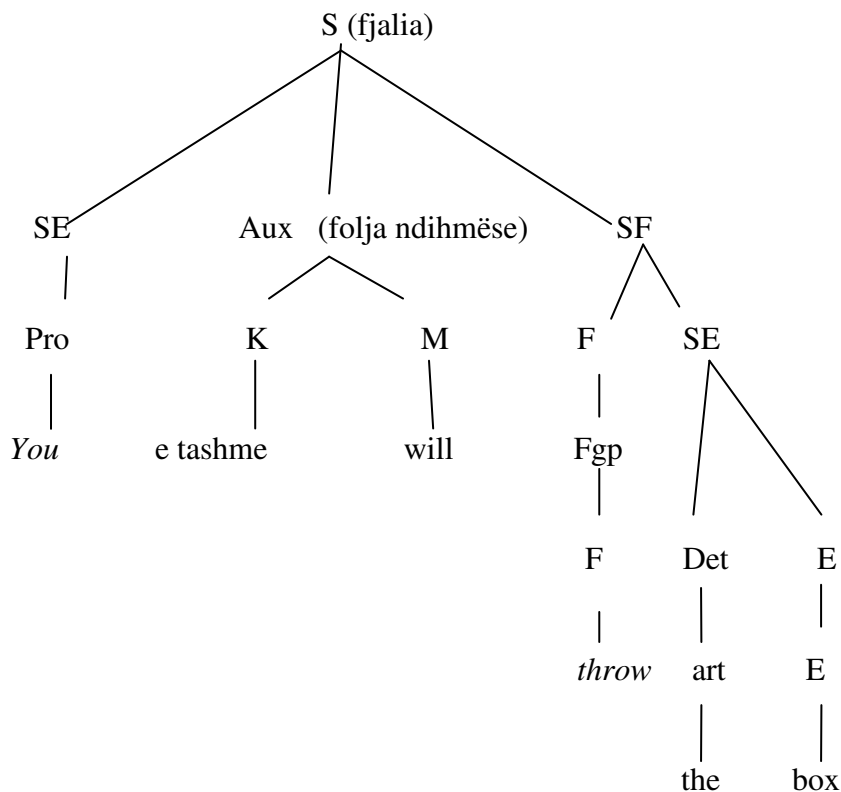 S (fjalia)
SE Aux (folja ndihmëse) SF
Pro K M F SE
You e tashme will Fgp
F Det E
throw art E
the box